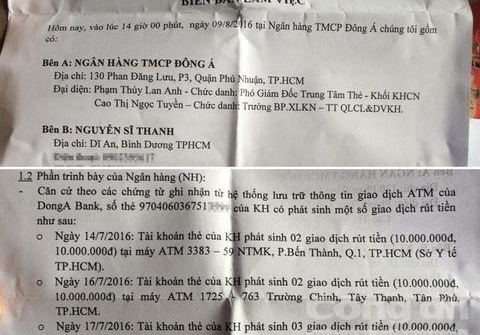 BIÊN BẢN LÀM VIỆC
Hôm nay, vào lúc 14 giờ 00 phút, ngày 09/8/2016 tại Ngân hàng TMCP Đông Á chúng tôi gồm
có:
Bên A: NGÂN HÀNG TMCP ĐÔNG Á
Địa chỉ: 130 Phan Đăng Lưu, P3, Quận Phú Nhuận, TP.HCM
Đại diện: Phạm Thúy Lan Anh - Chức danh: Phó Giám Đốc Trung Tâm Thẻ - Khối KHCN
Cao Thị Ngọc Tuyền – Chức danh: Trưởng BP.XLKN – TT QLCL&DVKH.
Bên B: NGUYỄN SĨ THANH
Địa chỉ: Dĩ An, Bình Dương TPHCM
1.2 Phần trình bày của Ngân hàng (NH):
- Căn cứ theo các chứng từ ghi nhận từ hệ thống lưu trữ thông tin giao dịch ATM của
DongA Bank, số thẻ 970406036751 của KH có phát sinh một số giao dịch rút tiền
như sau:
o Ngày 14/7/2016: Tài khoản thẻ của KH phát sinh 02 giao dịch rút tiền (10.000.000đ,
10.000.000đ) tại máy ATM 3383 – 59 NTMK, P.Bến Thành, Q.1, TP.HCM (Sở Y tế
TP.HCM).
o Ngày 16/7/2016: Tài khoản thẻ của KH phát sinh 02 giao dịch rút tiền (10.000.000đ,
10.000.000đ) tại máy ATM 1725 – 763 Trường Chinh, Tây Thạnh, Tân Phú,
TP.HCM.
o Ngày 17/7/2016: Tài khoản thẻ của KH phát sinh 03 giao dịch rút tiền (10.000.000đ,